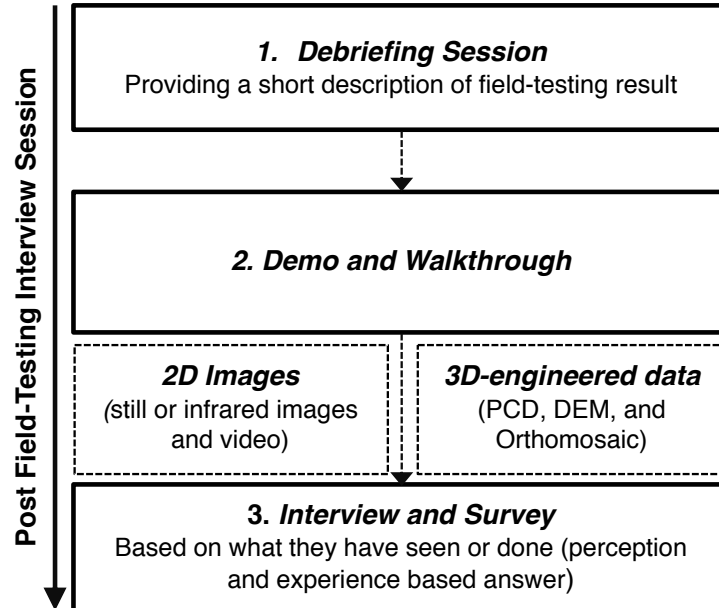 Post Field-Testing Interview Session
1. Debriefing Session
Providing a short description of field-testing result
2. Demo and Walkthrough
2D Images
(still or infrared images
and video)
3D-engineered data
(PCD, DEM, and
Orthomosaic)
3. Interview and Survey
Based on what they have seen or done (perception
and experience based answer)